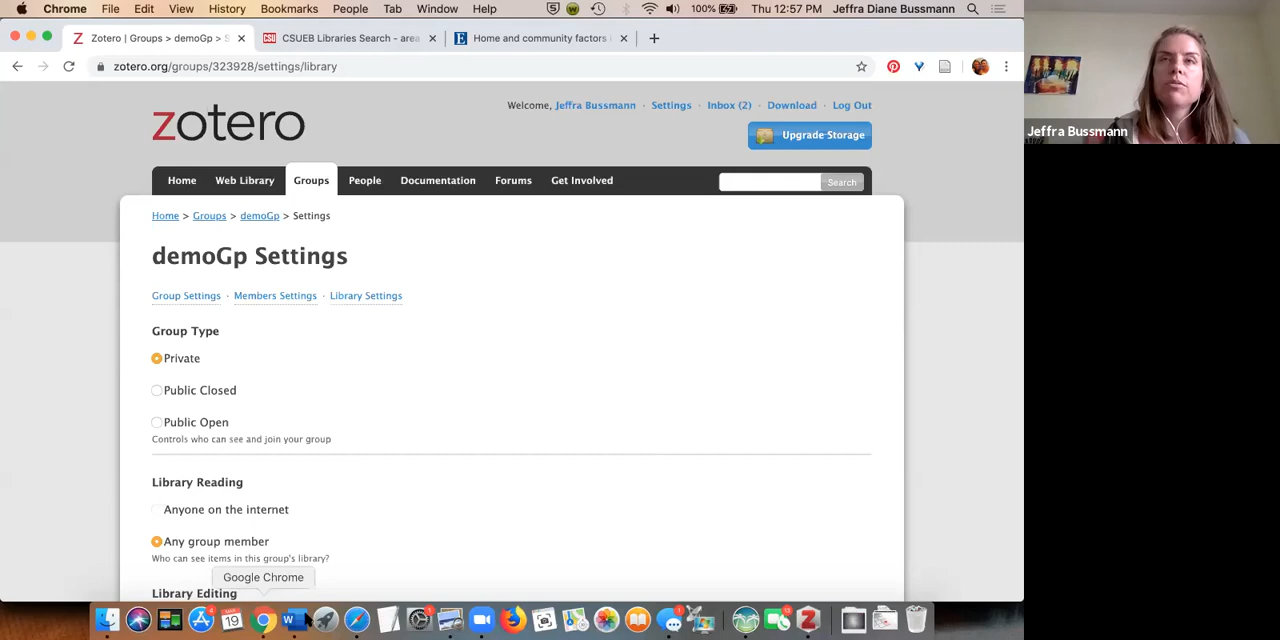 Chrome File Edit View History Bookmarks People Tab Window Help 100% Thu 12:57 PM Jeffra Diane Bussmann
Zotero | Groups > demoGp > S
CSUEB Libraries Search - area
Home and community factors i
zotero.org/groups/323928/settings/library
Jeffra Bussmann
zotero
Welcome, Jeffra Bussmann · Settings · Inbox (2) · Download · Log Out
Upgrade Storage
Home Web Library Groups People Documentation Forums Get Involved Search
Home > Groups > demoGp > Settings
demoGp Settings
Group Settings · Members Settings · Library Settings
Group Type
Private
Public Closed
Public Open
Controls who can see and join your group
Library Reading
Anyone on the internet
Any group member
Who can see items in this group's library?
Google Chrome
Library Editing